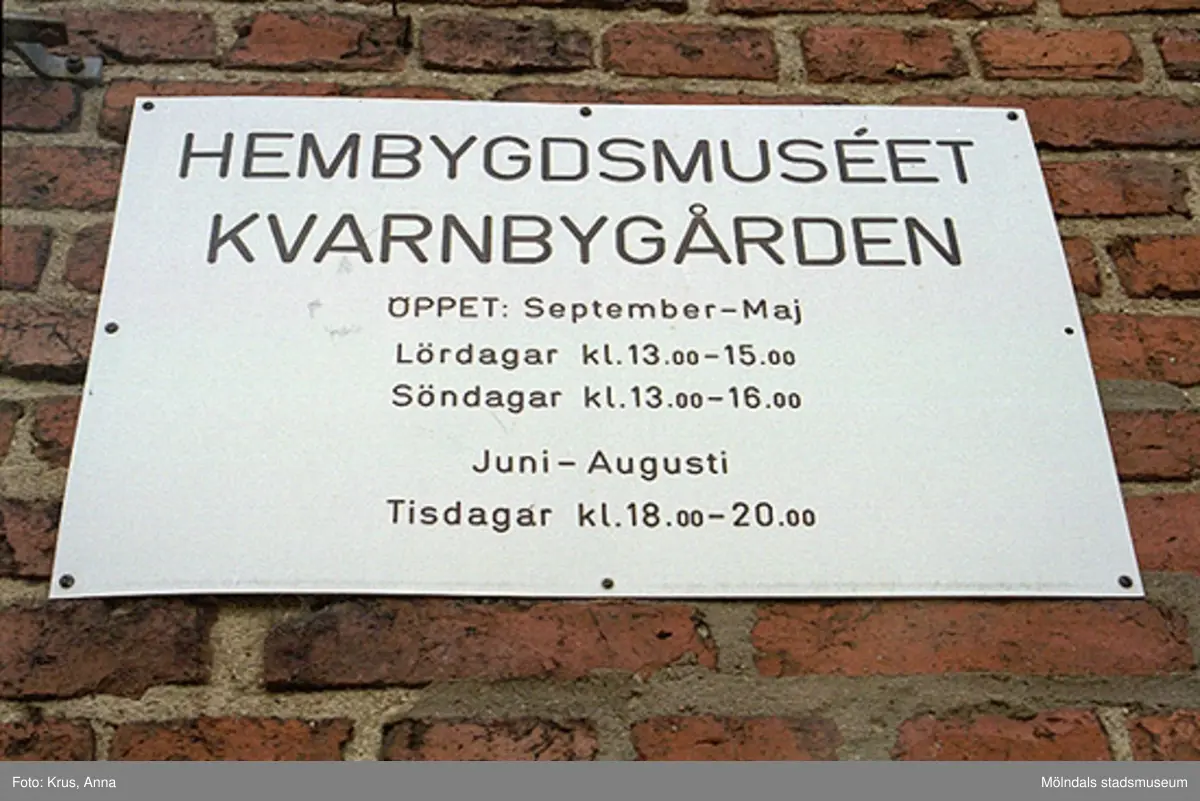 HEMBYGDSMUSÉET
KVARNBYGÅRDEN
ÖPPET: September–Maj
Lördagar kl.13.00–15.00
Söndagar kl.13.00–16.00
Juni–Augusti
Tisdagar kl.18.00–20.00
Foto: Krus, Anna
Mölndals stadsmuseum